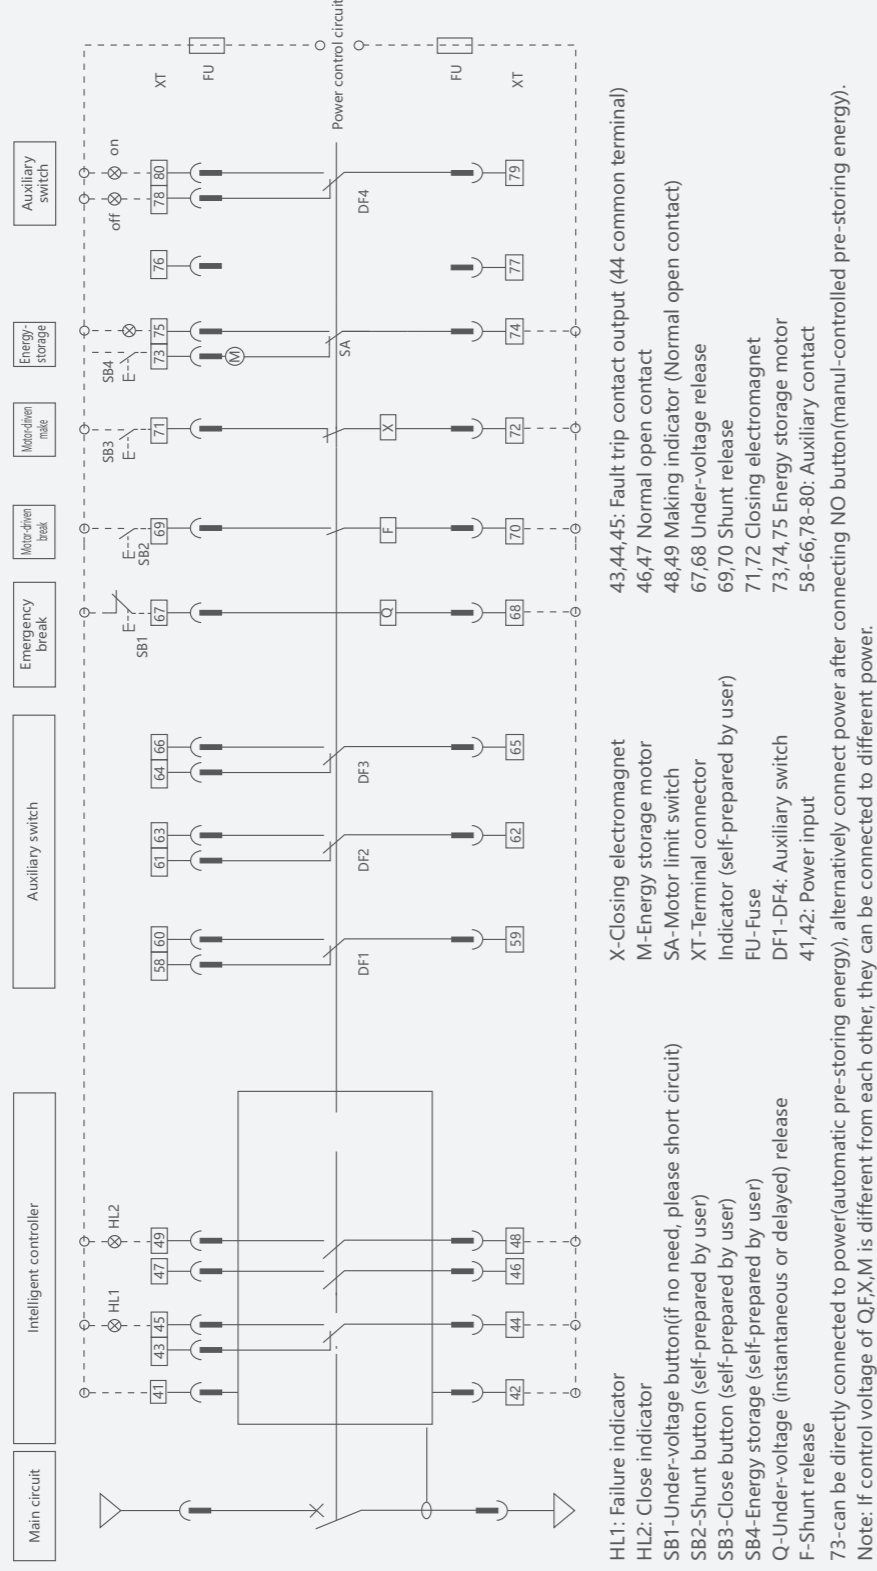 Main circuit
Intelligent controller
Auxiliary switch
Emergency
break
Motor-driven
break
Motor-driven
make
Energy-
storage
Auxiliary
switch
HL1
HL2
SB1
SB2
SB3
SB4
off
on
XT
FU
41
43
45
47
49
58
60
61
63
64
66
67
69
71
73
75
76
78
80
M
Power control circuit
DF1
DF2
DF3
SA
DF4
Q
F
X
42
44
46
48
59
62
65
68
70
72
74
77
79
XT
FU
HL1: Failure indicator
HL2: Close indicator
SB1-Under-voltage button(if no need, please short circuit)
SB2-Shunt button (self-prepared by user)
SB3-Close button (self-prepared by user)
SB4-Energy storage (self-prepared by user)
Q-Under-voltage (instantaneous or delayed) release
F-Shunt release
X-Closing electromagnet
M-Energy storage motor
SA-Motor limit switch
XT-Terminal connector
Indicator (self-prepared by user)
FU-Fuse
DF1-DF4: Auxiliary switch
41,42: Power input
43,44,45: Fault trip contact output (44 common terminal)
46,47 Normal open contact
48,49 Making indicator (Normal open contact)
67,68 Under-voltage release
69,70 Shunt release
71,72 Closing electromagnet
73,74,75 Energy storage motor
58-66,78-80: Auxiliary contact
73-can be directly connected to power(automatic pre-storing energy), alternatively connect power after connecting NO button(manul-controlled pre-storing energy).
Note: If control voltage of Q,F,X,M is different from each other, they can be connected to different power.